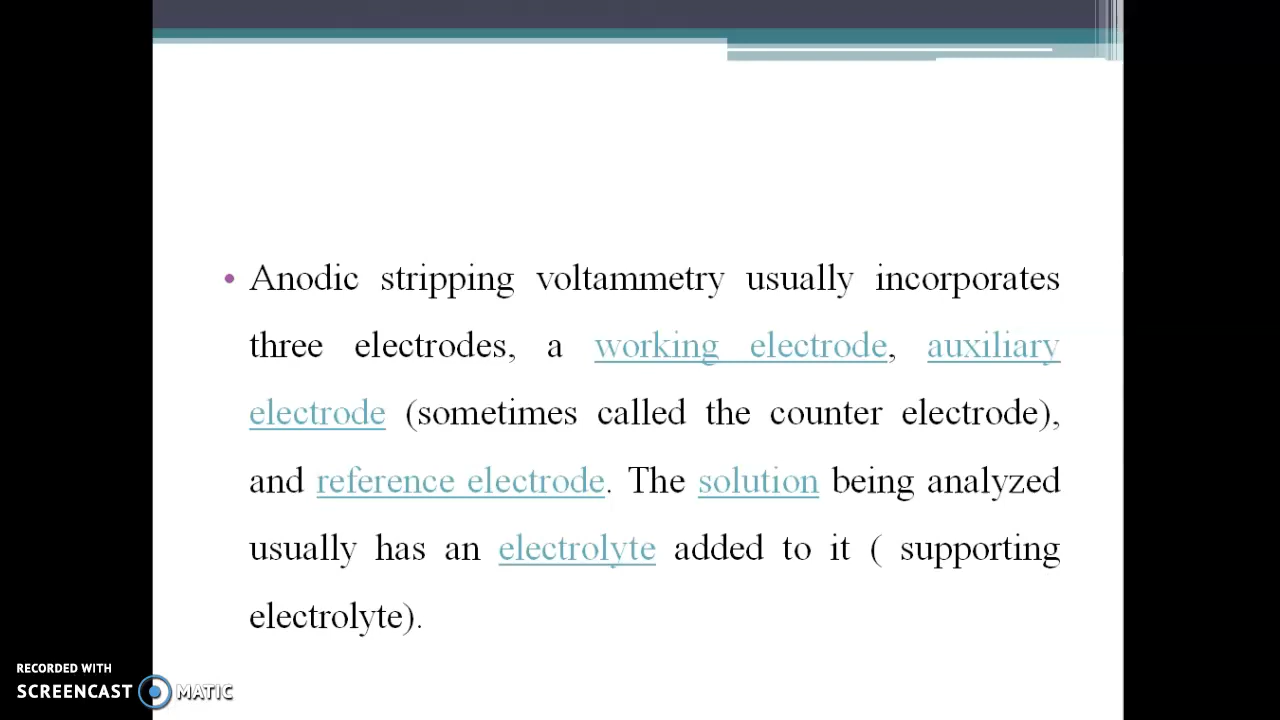 • Anodic stripping voltammetry usually incorporates
three electrodes, a working electrode, auxiliary
electrode (sometimes called the counter electrode),
and reference electrode. The solution being analyzed
usually has an electrolyte added to it ( supporting
electrolyte).
RECORDED WITH
SCREENCAST MATIC